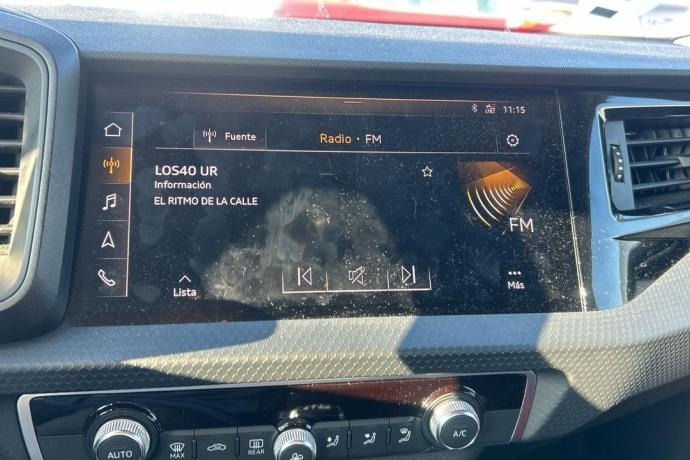 11:15
Fuente
Radio · FM
LOS40 UR
Información
EL RITMO DE LA CALLE
FM
Lista
Más
AUTO
MAX
REAR
A/C